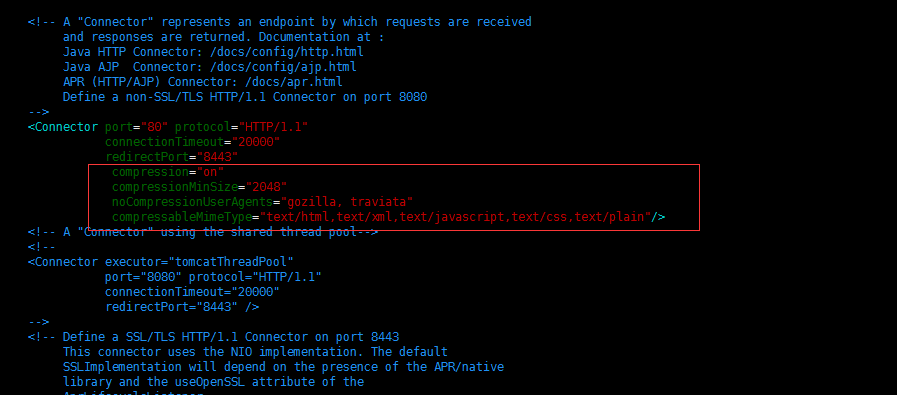 <!-- A "Connector" represents an endpoint by which requests are received
and responses are returned. Documentation at :
Java HTTP Connector: /docs/config/http.html
Java AJP  Connector: /docs/config/ajp.html
APR (HTTP/AJP) Connector: /docs/apr.html
Define a non-SSL/TLS HTTP/1.1 Connector on port 8080
-->
<Connector port="80" protocol="HTTP/1.1"
connectionTimeout="20000"
redirectPort="8443"
compression="on"
compressionMinSize="2048"
noCompressionUserAgents="gozilla, traviata"
compressableMimeType="text/html,text/xml,text/javascript,text/css,text/plain"/>
<!-- A "Connector" using the shared thread pool-->
<!--
<Connector executor="tomcatThreadPool"
port="8080" protocol="HTTP/1.1"
connectionTimeout="20000"
redirectPort="8443" />
-->
<!-- Define a SSL/TLS HTTP/1.1 Connector on port 8443
This connector uses the NIO implementation. The default
SSLImplementation will depend on the presence of the APR/native
library and the useOpenSSL attribute of the